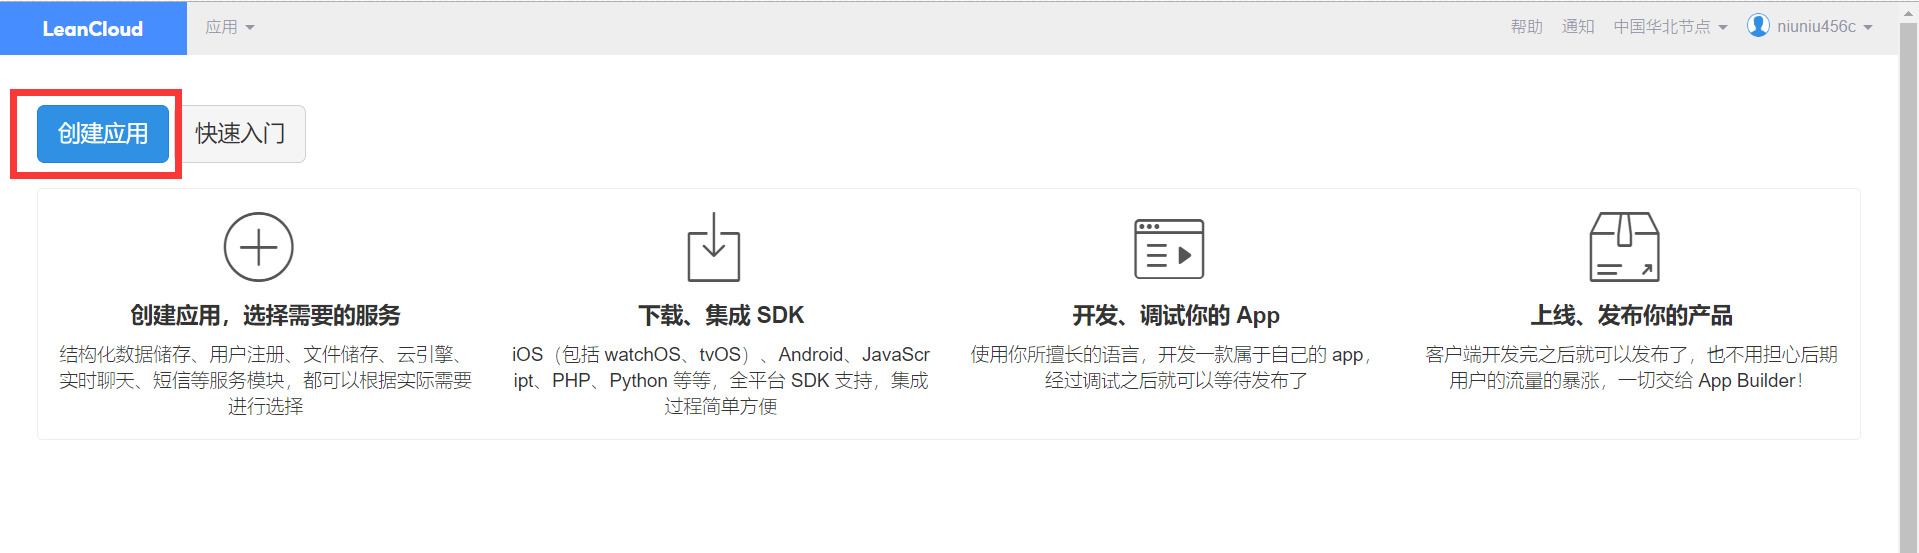 LeanCloud 应用 帮助 通知 中国华北节点 niuniu456c
创建应用 快速入门
创建应用，选择需要的服务
结构化数据储存、用户注册、文件储存、云引擎、
实时聊天、短信等服务模块，都可以根据实际需要
进行选择
下载、集成 SDK
iOS（包括 watchOS、tvOS）、Android、JavaScr
ipt、PHP、Python 等等，全平台 SDK 支持，集成
过程简单方便
开发、调试你的 App
使用你所擅长的语言，开发一款属于自己的 app，
经过调试之后就可以等待发布了
上线、发布你的产品
客户端开发完之后就可以发布了，也不用担心后期
用户的流量的暴涨，一切交给 App Builder！